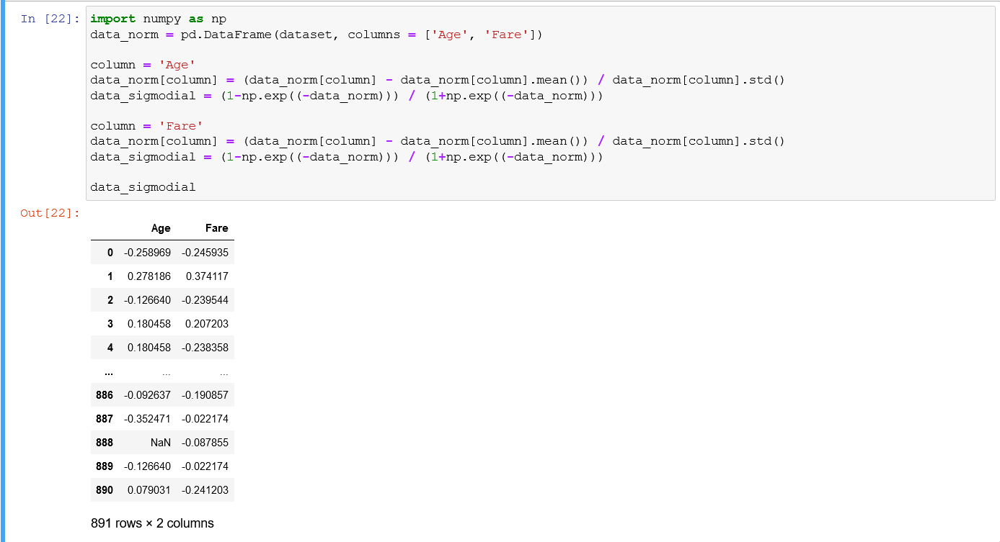 In [22]: import numpy as np
data_norm = pd.DataFrame(dataset, columns = ['Age', 'Fare'])
column = 'Age'
data_norm[column] = (data_norm[column] - data_norm[column].mean()) / data_norm[column].std()
data_sigmodial = (1-np.exp((-data_norm))) / (1+np.exp((-data_norm)))
column = 'Fare'
data_norm[column] = (data_norm[column] - data_norm[column].mean()) / data_norm[column].std()
data_sigmodial = (1-np.exp((-data_norm))) / (1+np.exp((-data_norm)))
data_sigmodial
Out[22]:
Age Fare
0 -0.258969 -0.245935
1 0.278186 0.374117
2 -0.126640 -0.239544
3 0.180458 0.207203
4 0.180458 -0.238358
... ... ...
886 -0.092637 -0.190857
887 -0.352471 -0.022174
888 NaN -0.087855
889 -0.126640 -0.022174
890 0.079031 -0.241203
891 rows × 2 columns